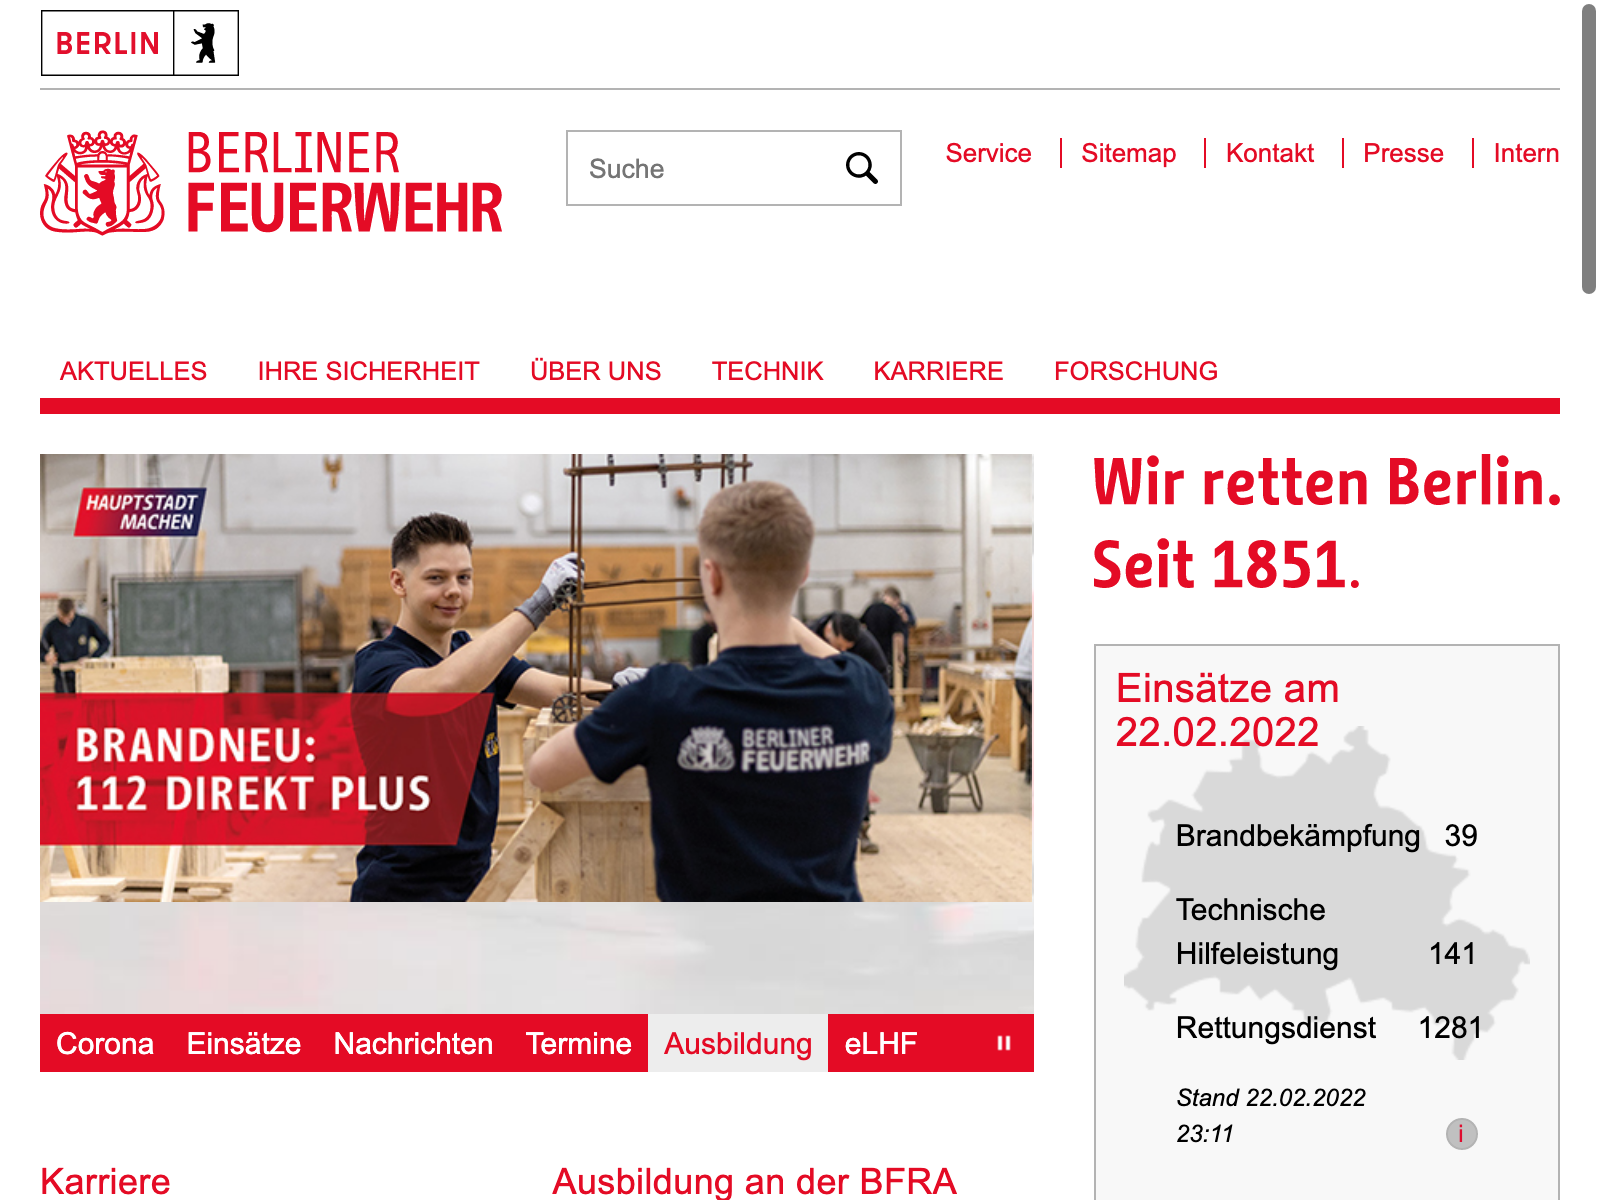 BERLIN
BERLINER
FEUERWEHR
Suche
Service
Sitemap
Kontakt
Presse
Intern
AKTUELLES
IHRE SICHERHEIT
ÜBER UNS
TECHNIK
KARRIERE
FORSCHUNG
HAUPTSTADT
MACHEN
BERLINER
FEUERWEHR
BRANDNEU:
112 DIREKT PLUS
Corona
Einsätze
Nachrichten
Termine
Ausbildung
eLHF
Wir retten Berlin.
Seit 1851.
Einsätze am
22.02.2022
Brandbekämpfung 39
Technische
Hilfeleistung 141
Rettungsdienst 1281
Stand 22.02.2022
23:11
i
Karriere
Ausbildung an der BFRA